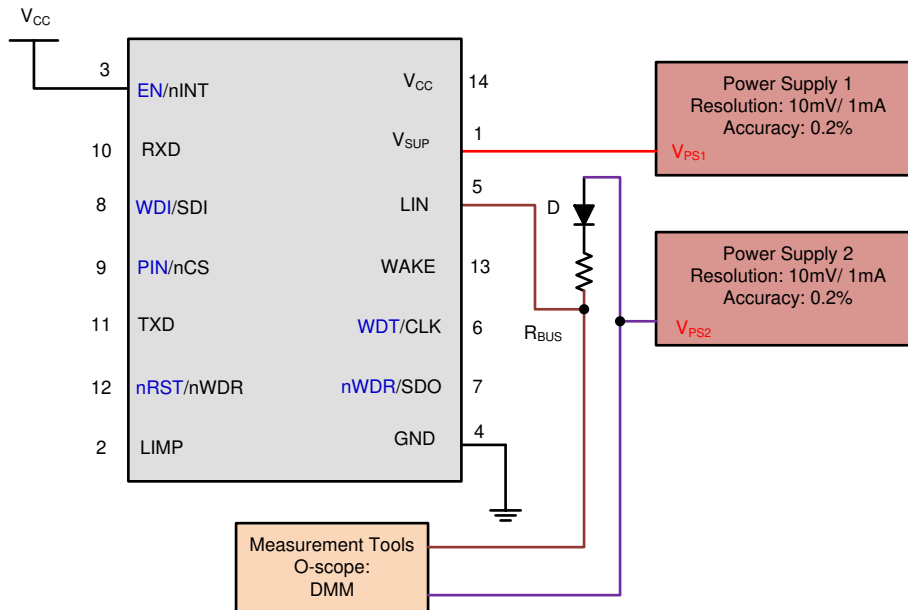 VCC
3
EN/nINT
VCC
14
10
RXD
VSUP
1
8
WDI/SDI
LIN
5
9
PIN/nCS
WAKE
13
11
TXD
WDT/CLK
6
12
nRST/nWDR
nWDR/SDO
7
2
LIMP
GND
4
D
RBUS
Power Supply 1
Resolution: 10mV/ 1mA
Accuracy: 0.2%
VPS1
Power Supply 2
Resolution: 10mV/ 1mA
Accuracy: 0.2%
VPS2
Measurement Tools
O-scope:
DMM